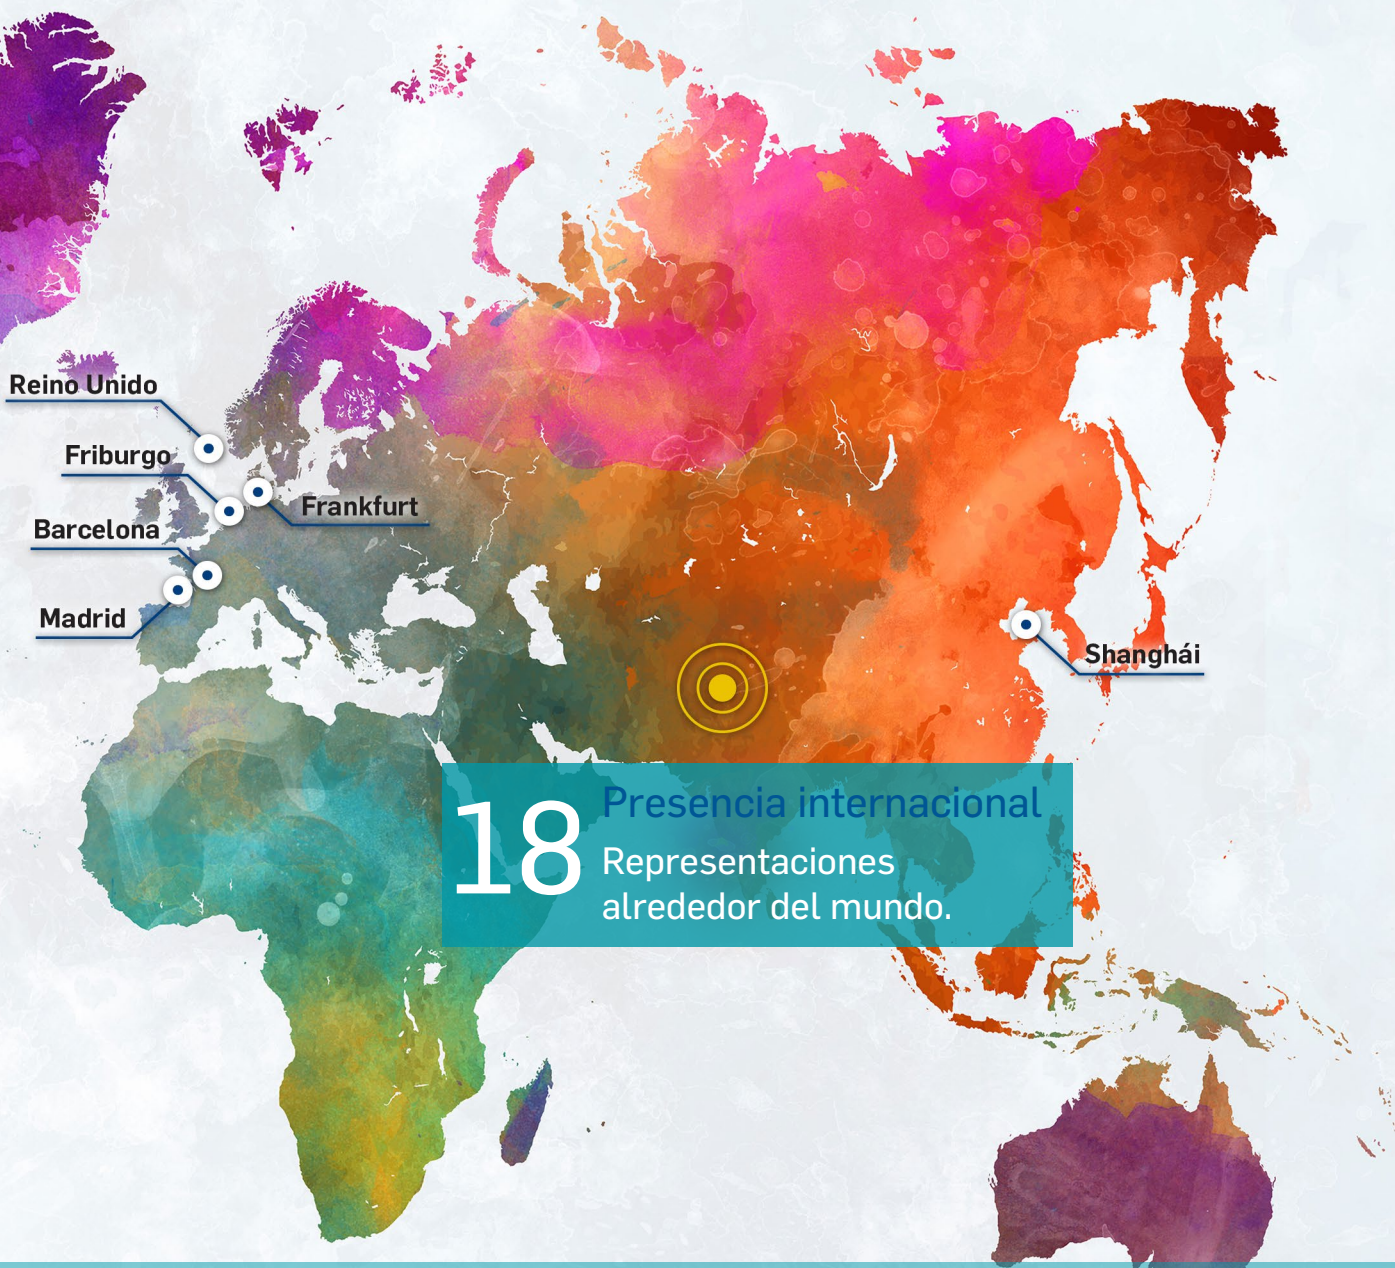 Reino Unido
Friburgo
Frankfurt
Barcelona
Madrid
Shanghái
18
Presencia internacional
Representaciones
alrededor del mundo.